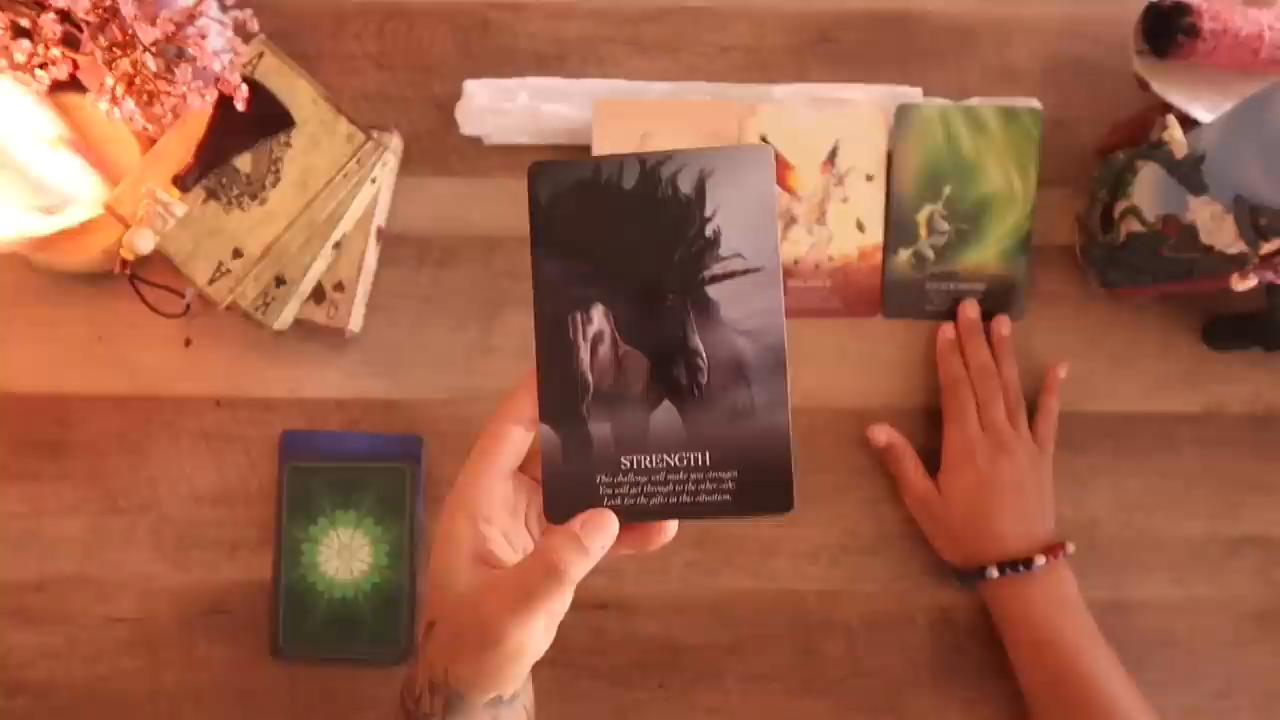 A
A
K
STRENGTH
This challenge will make you stronger.
You will get through to the other side.
Look for the gifts in this situation.